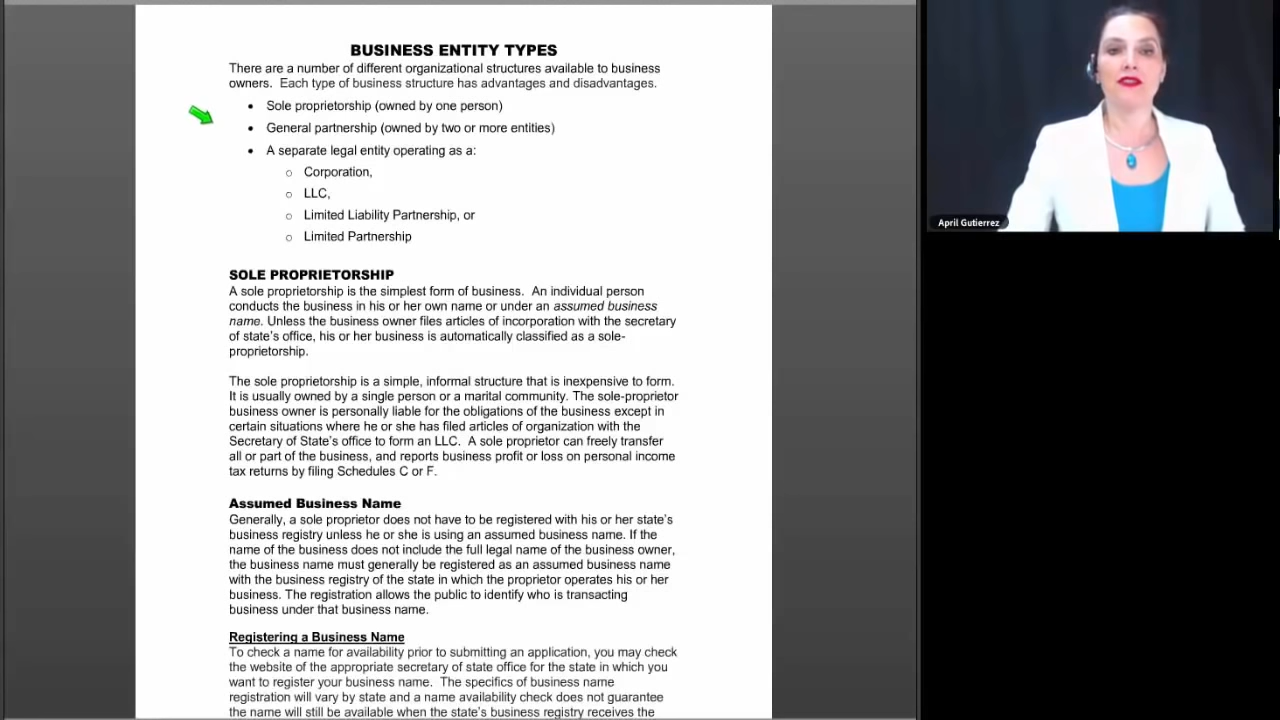 BUSINESS ENTITY TYPES
There are a number of different organizational structures available to business
owners.  Each type of business structure has advantages and disadvantages.
• Sole proprietorship (owned by one person)
• General partnership (owned by two or more entities)
• A separate legal entity operating as a:
o Corporation,
o LLC,
o Limited Liability Partnership, or
o Limited Partnership
SOLE PROPRIETORSHIP
A sole proprietorship is the simplest form of business.  An individual person
conducts the business in his or her own name or under an assumed business
name. Unless the business owner files articles of incorporation with the secretary
of state's office, his or her business is automatically classified as a sole-
proprietorship.
The sole proprietorship is a simple, informal structure that is inexpensive to form.
It is usually owned by a single person or a marital community. The sole-proprietor
business owner is personally liable for the obligations of the business except in
certain situations where he or she has filed articles of organization with the
Secretary of State's office to form an LLC.  A sole proprietor can freely transfer
all or part of the business, and reports business profit or loss on personal income
tax returns by filing Schedules C or F.
Assumed Business Name
Generally, a sole proprietor does not have to be registered with his or her state's
business registry unless he or she is using an assumed business name. If the
name of the business does not include the full legal name of the business owner,
the business name must generally be registered as an assumed business name
with the business registry of the state in which the proprietor operates his or her
business. The registration allows the public to identify who is transacting
business under that business name.
Registering a Business Name
To check a name for availability prior to submitting an application, you may check
the website of the appropriate secretary of state office for the state in which you
want to register your business name.  The specifics of business name
registration will vary by state and a name availability check does not guarantee
the name will still be available when the state's business registry receives the
April Gutierrez